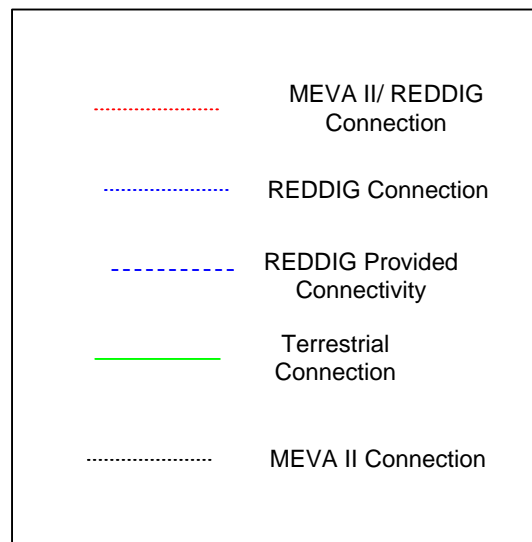 MEVA II/ REDDIG
Connection
REDDIG Connection
REDDIG Provided
Connectivity
Terrestrial
Connection
MEVA II Connection